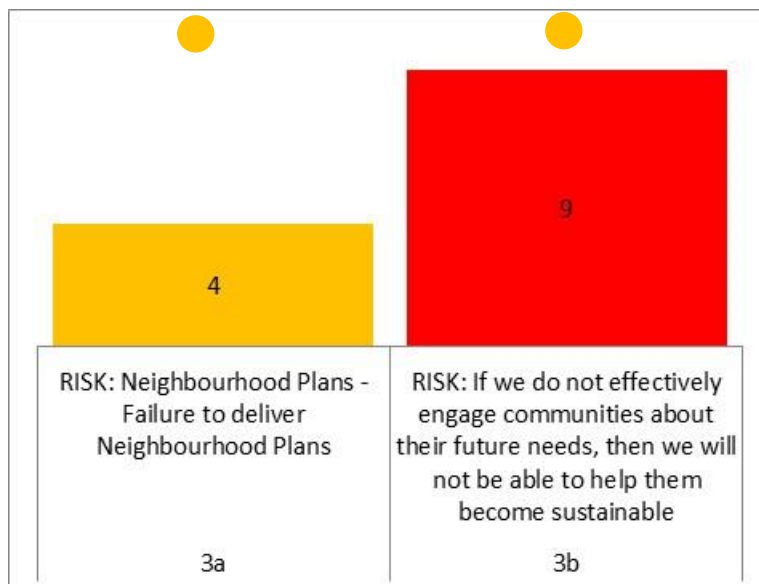 4
9
RISK: Neighbourhood Plans -
Failure to deliver
Neighbourhood Plans
3a
RISK: If we do not effectively
engage communities about
their future needs, then we will
not be able to help them
become sustainable
3b